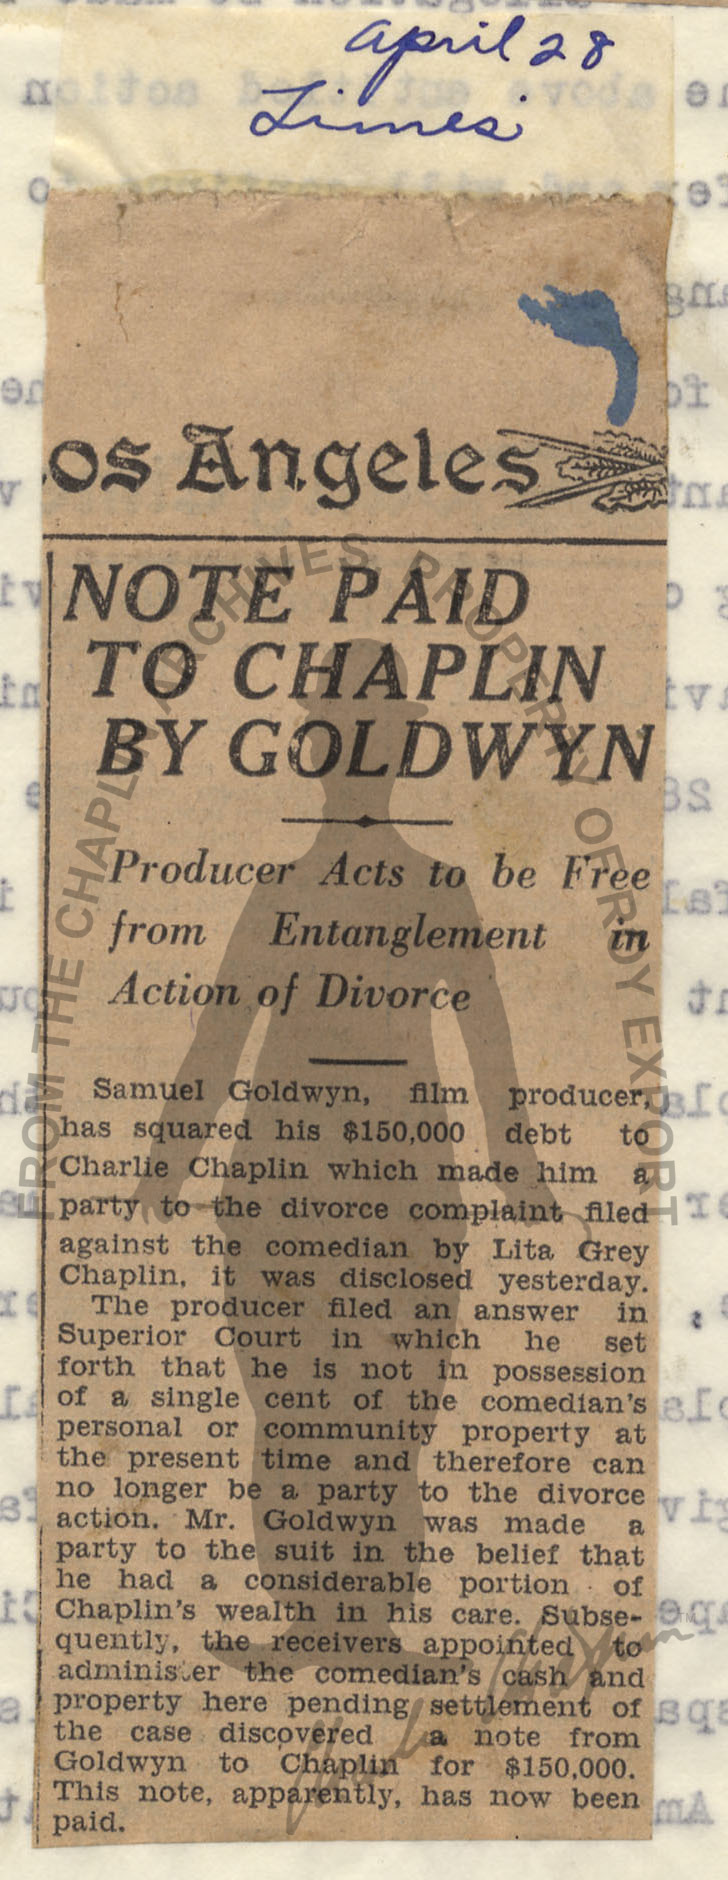 April 28
Times
os Angeles
NOTE PAID
TO CHAPLIN
BY GOLDWYN
Producer Acts to be Free
from Entanglement in
Action of Divorce
Samuel Goldwyn, film producer,
has squared his $150,000 debt to
Charlie Chaplin which made him a
party to the divorce complaint filed
against the comedian by Lita Grey
Chaplin, it was disclosed yesterday.
The producer filed an answer in
Superior Court in which he set
forth that he is not in possession
of a single cent of the comedian's
personal or community property at
the present time and therefore can
no longer be a party to the divorce
action. Mr. Goldwyn was made a
party to the suit in the belief that
he had a considerable portion of
Chaplin's wealth in his care. Subse-
quently, the receivers appointed to
administer the comedian's cash and
property here pending settlement of
the case discovered a note from
Goldwyn to Chaplin for $150,000.
This note, apparently, has now been
paid.
FROM THE CHAPLIN ARCHIVES, PROPERTY OF ROY EXPORT